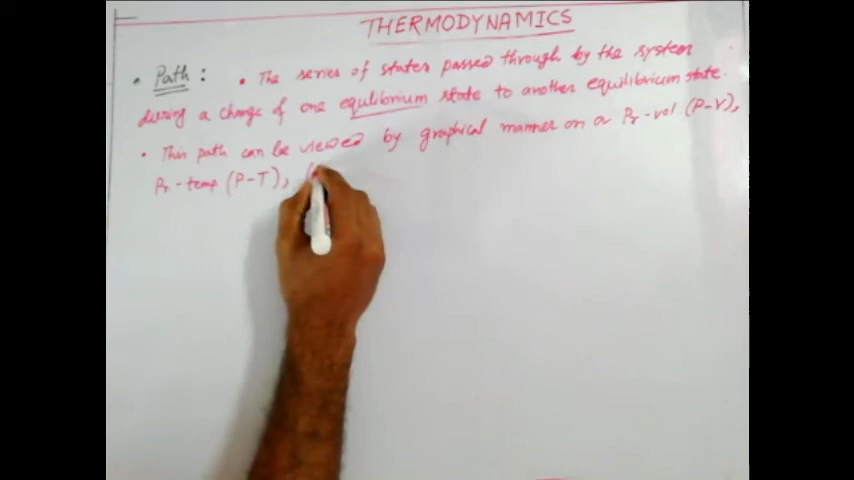 THERMODYNAMICS
• Path : • The series of states passed through by the system
during a change of one equlibrium state to another equilibrium state.
• This path can be viewed by graphical manner on a Pr-vol (P-V),
Pr-temp (P-T),